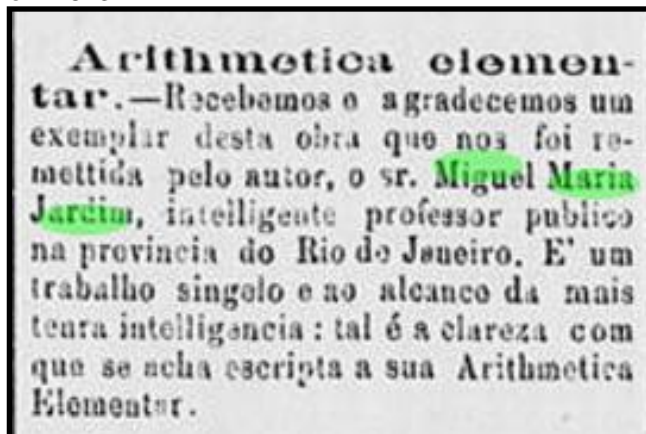 Arithmetica elemen-
tar.—Recebemos e agradecemos um
exemplar desta obra que nos foi re-
mettida pelo autor, o sr. Miguel Maria
Jardim, intelligente professor publico
na provincia do Rio de Janeiro. E' um
trabalho singelo e ao alcance da mais
tenra intelligencia : tal é a clareza com
que se acha escripta a sua Arithmetica
Elementar.